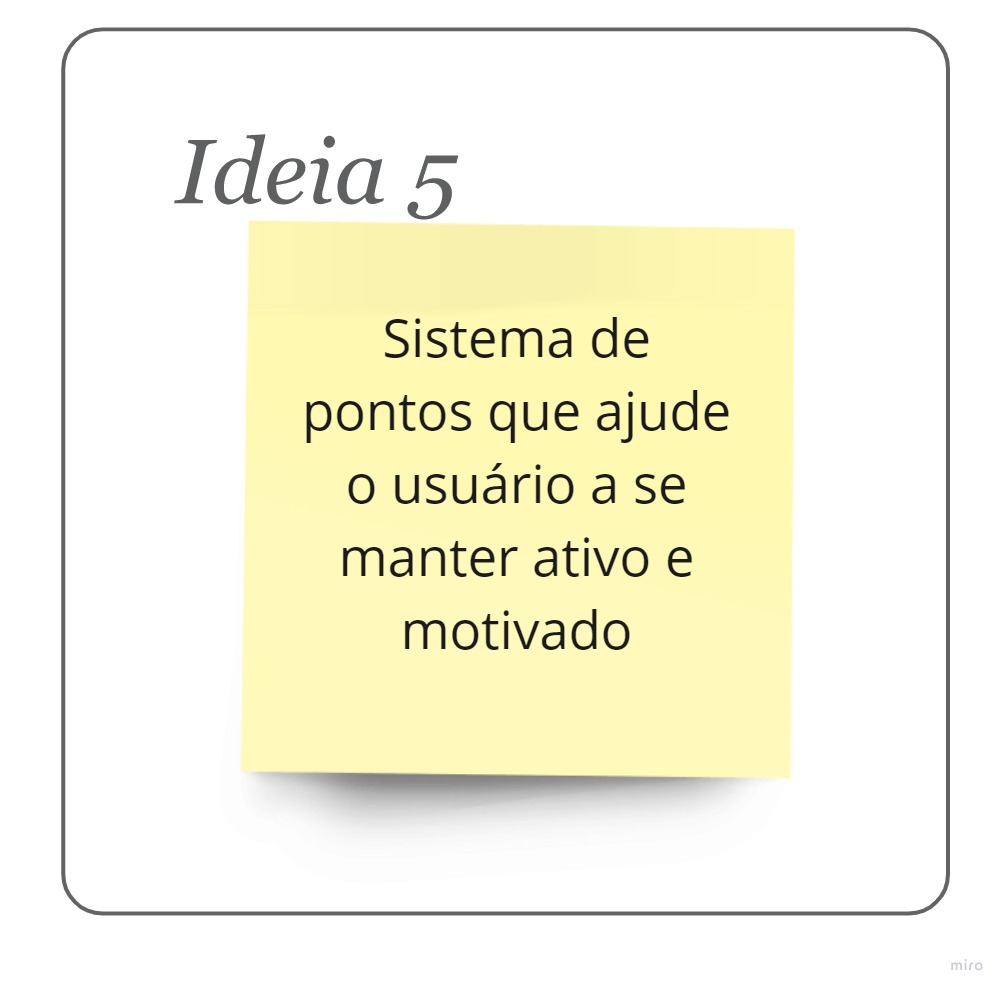 Ideia 5
Sistema de
pontos que ajude
o usuário a se
manter ativo e
motivado
miro